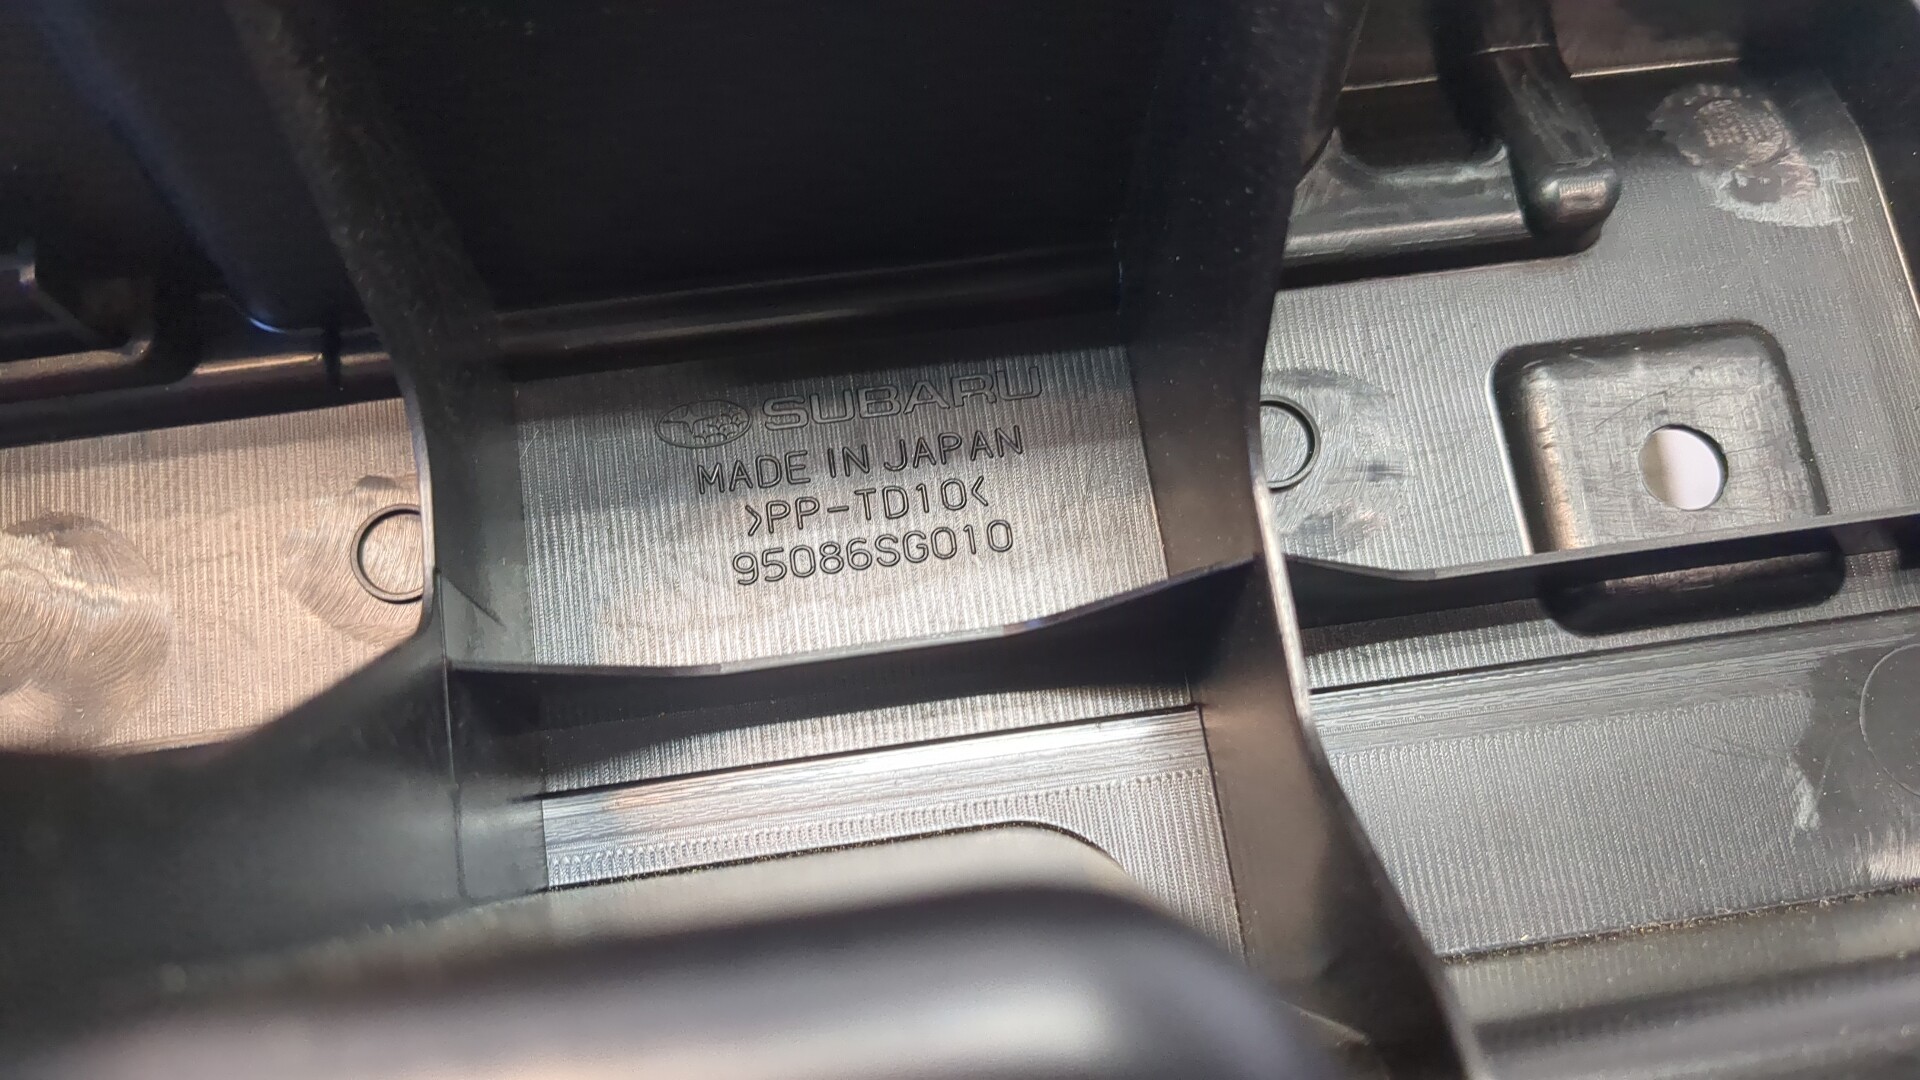 SUBARU
MADE IN JAPAN
>PP-TD10<
95086SG010